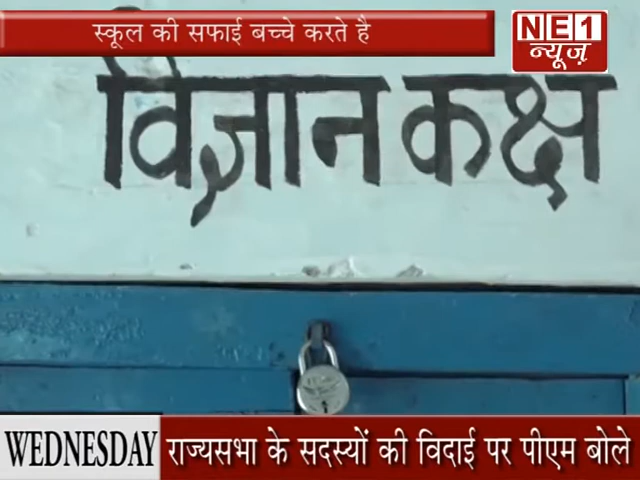 स्कूल की सफाई बच्चे करते है
NE1
न्यूज़
विज्ञान कक्ष
WEDNESDAY
राज्यसभा के सदस्यों की विदाई पर पीएम बोले